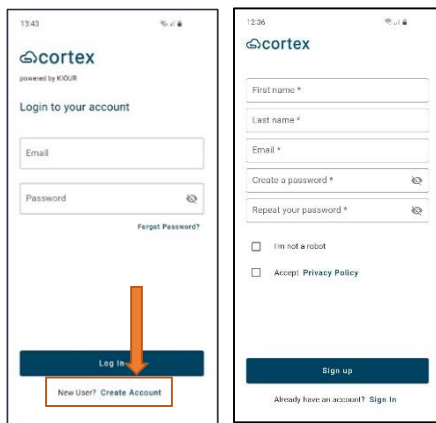 13:43
cortex
powered by KIOUR
Login to your account
Email
Password
Forgot Password?
Log In
New User? Create Account
12:36
cortex
First name *
Last name *
Email *
Create a password *
Repeat your password *
I'm not a robot
Accept Privacy Policy
Sign up
Already have an account? Sign In